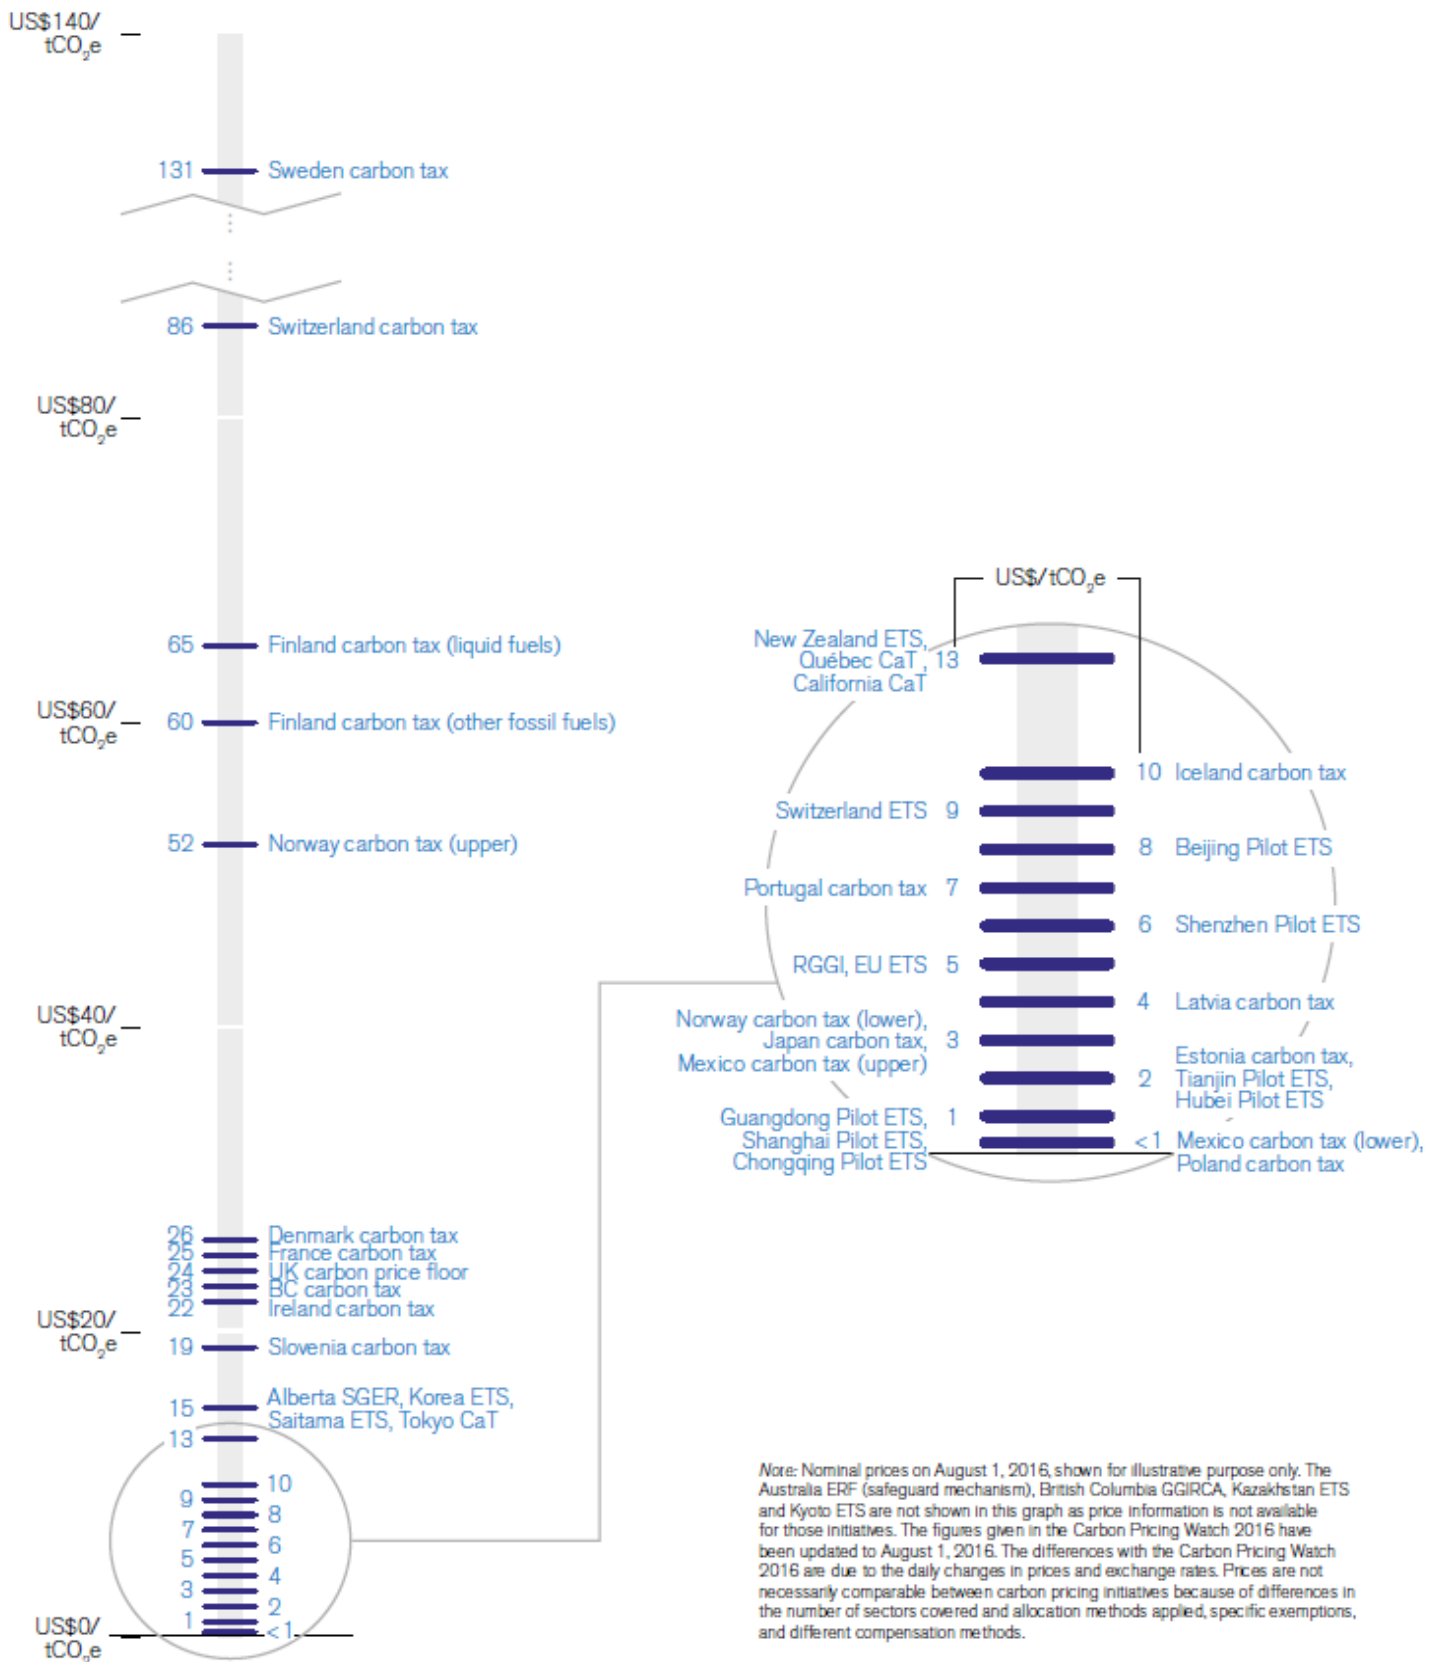 US$140/
tCO₂e
131 Sweden carbon tax
86 Switzerland carbon tax
US$80/
tCO₂e
65 Finland carbon tax (liquid fuels)
US$60/
tCO₂e
60 Finland carbon tax (other fossil fuels)
52 Norway carbon tax (upper)
US$40/
tCO₂e
26 Denmark carbon tax
25 France carbon tax
24 UK carbon price floor
23 BC carbon tax
22 Ireland carbon tax
US$20/
tCO₂e
19 Slovenia carbon tax
15 Alberta SGER, Korea ETS,
Saitama ETS, Tokyo CaT
13
10
9
8
7
6
5
4
3
2
1
<1
US$0/
tCO₂e
US$/tCO₂e
New Zealand ETS,
Québec CaT , 13
California CaT
10 Iceland carbon tax
Switzerland ETS 9
8 Beijing Pilot ETS
Portugal carbon tax 7
6 Shenzhen Pilot ETS
RGGI, EU ETS 5
4 Latvia carbon tax
Norway carbon tax (lower),
Japan carbon tax, 3
Mexico carbon tax (upper)
Estonia carbon tax,
2 Tianjin Pilot ETS,
Hubei Pilot ETS
Guangdong Pilot ETS, 1
Shanghai Pilot ETS,
Chongqing Pilot ETS
<1 Mexico carbon tax (lower),
Poland carbon tax
Note: Nominal prices on August 1, 2016, shown for illustrative purpose only. The
Australia ERF (safeguard mechanism), British Columbia GGIRCA, Kazakhstan ETS
and Kyoto ETS are not shown in this graph as price information is not available
for those initiatives. The figures given in the Carbon Pricing Watch 2016 have
been updated to August 1, 2016. The differences with the Carbon Pricing Watch
2016 are due to the daily changes in prices and exchange rates. Prices are not
necessarily comparable between carbon pricing initiatives because of differences in
the number of sectors covered and allocation methods applied, specific exemptions,
and different compensation methods.